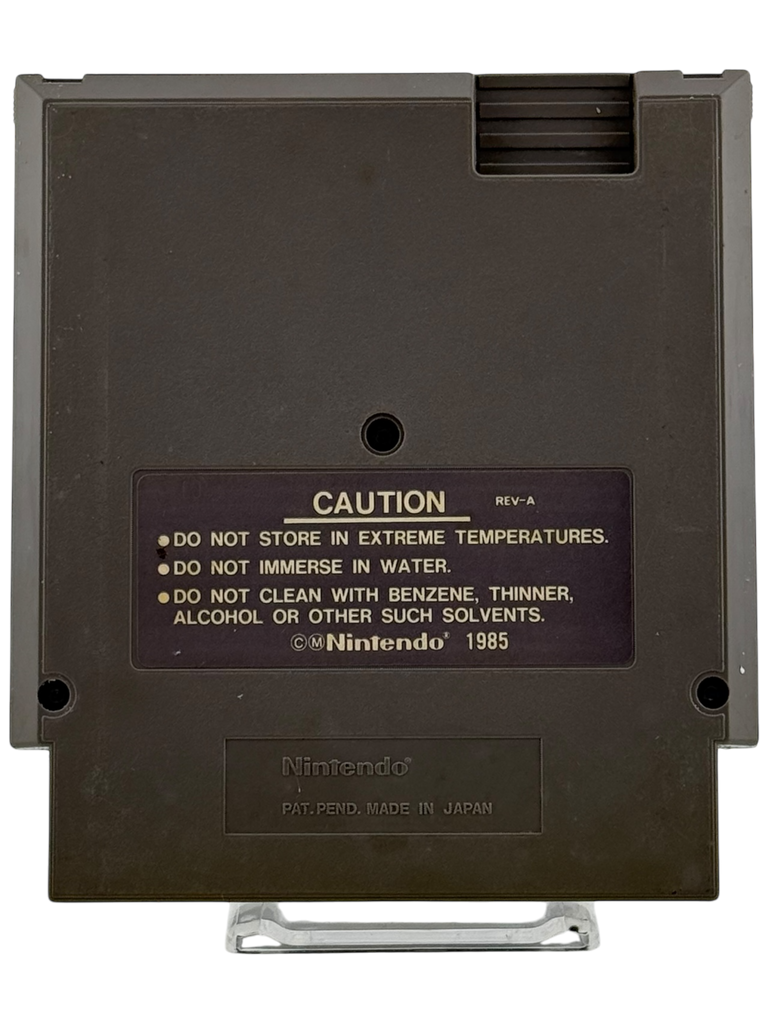 CAUTION REV-A
●DO NOT STORE IN EXTREME TEMPERATURES.
●DO NOT IMMERSE IN WATER.
●DO NOT CLEAN WITH BENZENE, THINNER,
ALCOHOL OR OTHER SUCH SOLVENTS.
ⒸⓂNintendo® 1985
Nintendo®
PAT. PEND. MADE IN JAPAN